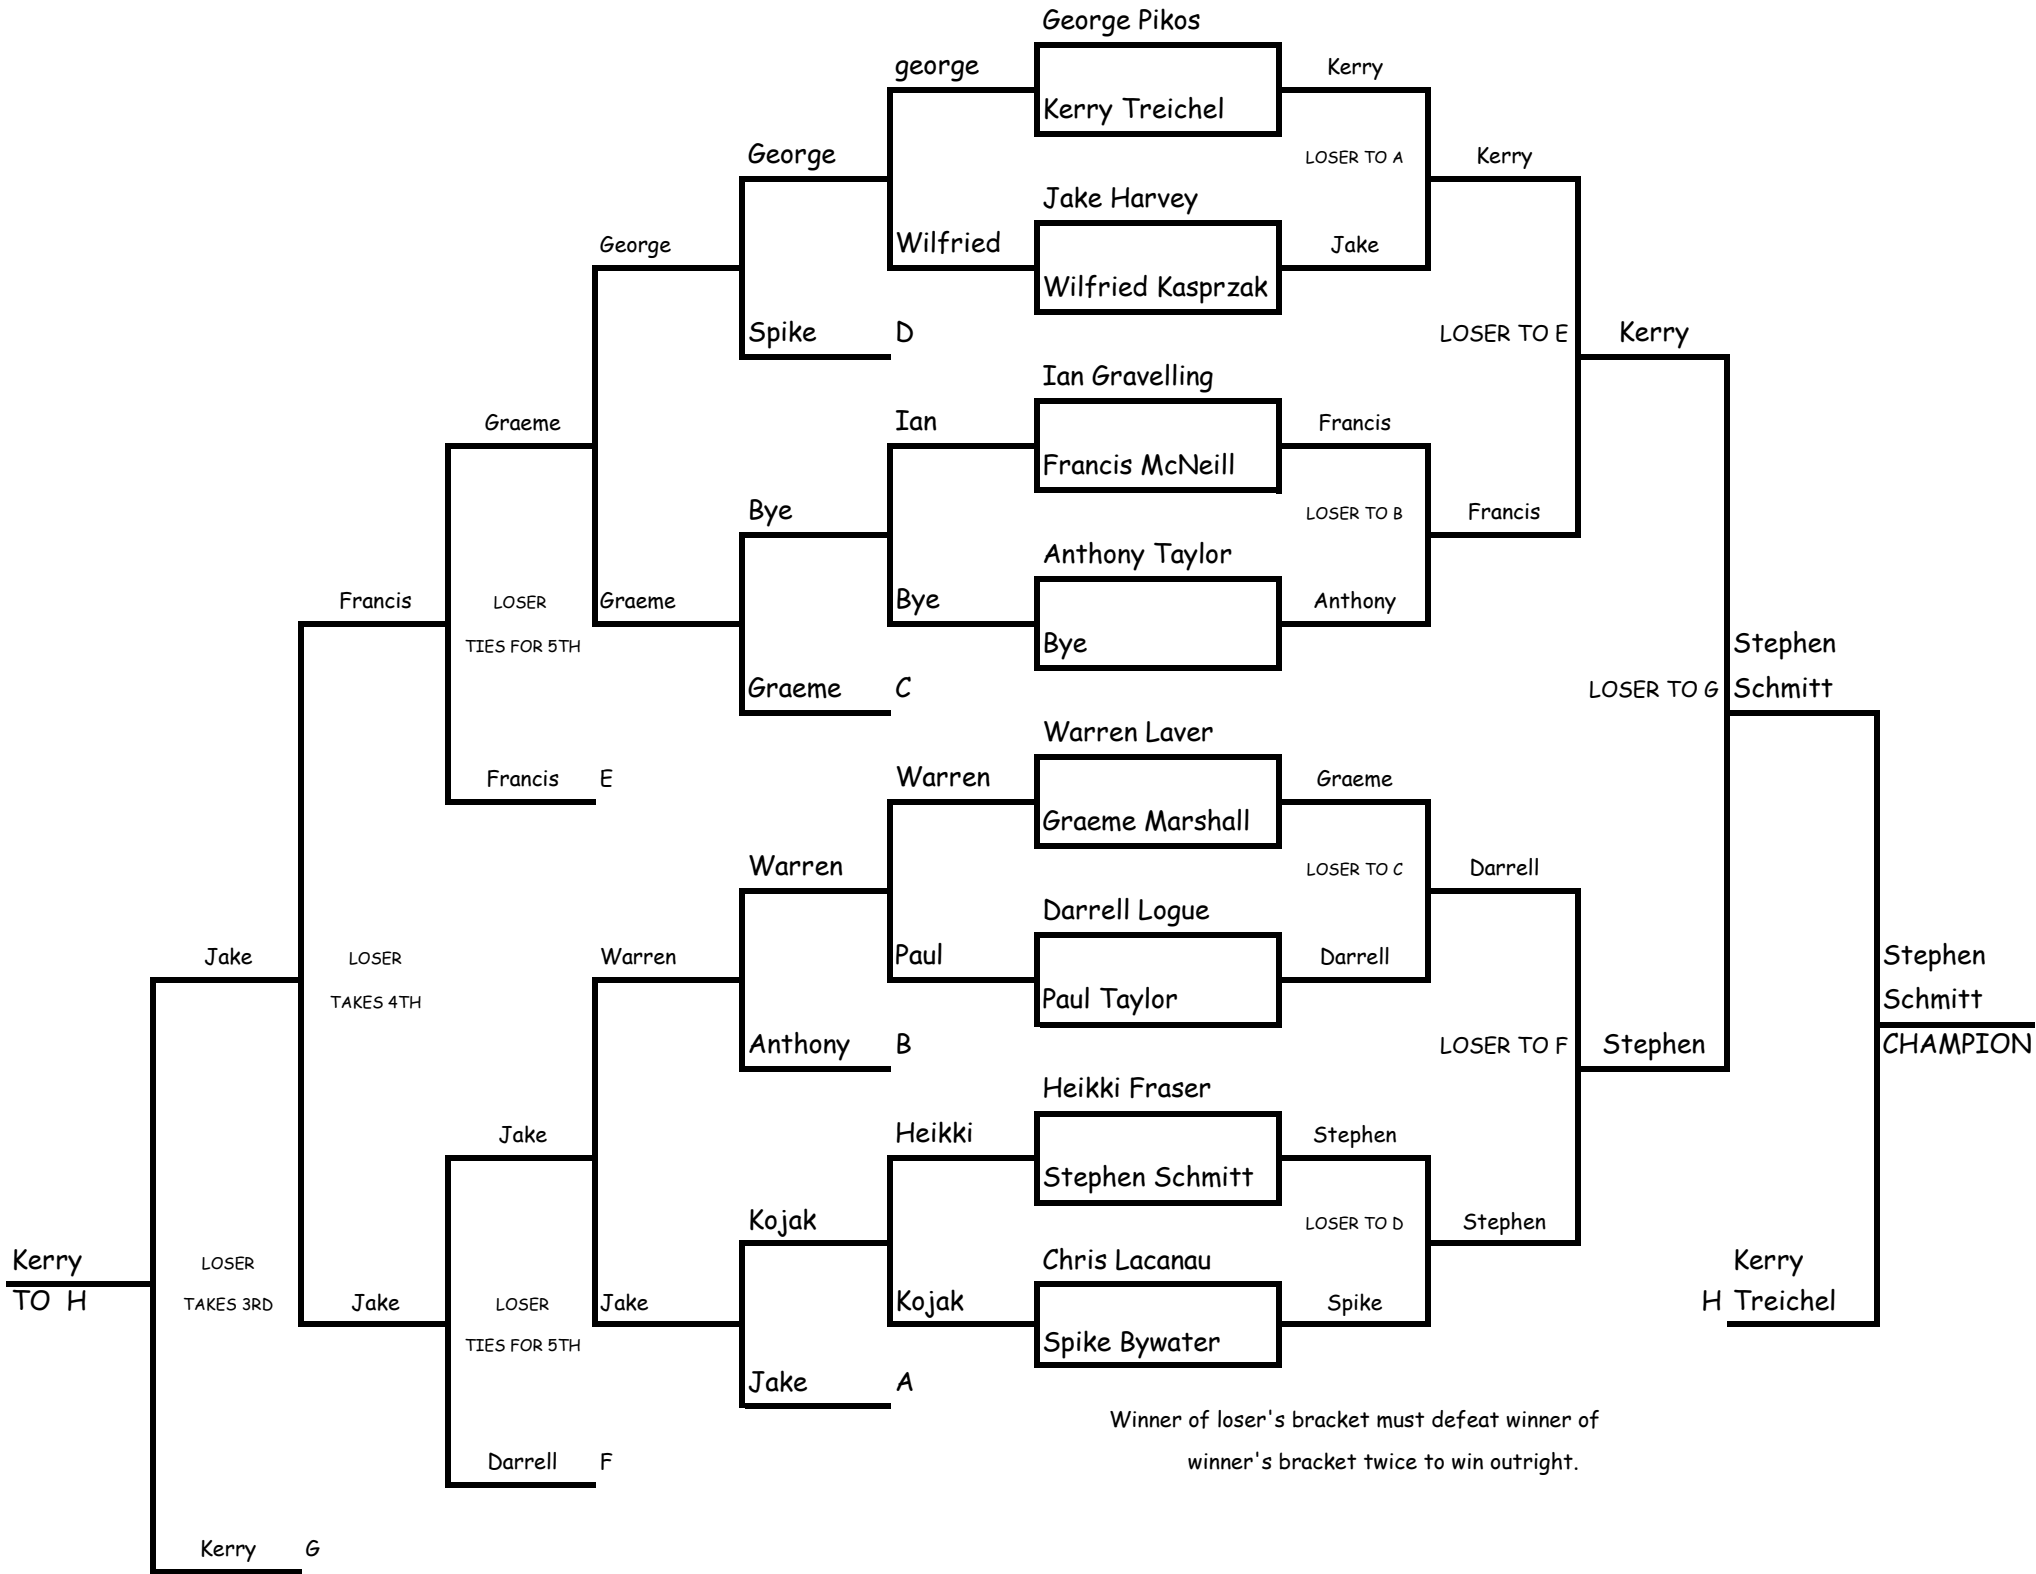 George Pikos
george
Kerry
Kerry Treichel
George
LOSER TO A
Kerry
Jake Harvey
George
Wilfried
Jake
Wilfried Kasprzak
Spike
D
LOSER TO E
Kerry
Ian Gravelling
Graeme
Ian
Francis
Francis McNeill
Bye
LOSER TO B
Francis
Anthony Taylor
Francis
LOSER
Graeme
Bye
Anthony
TIES FOR 5TH
Bye
Stephen
Graeme
C
LOSER TO G
Schmitt
Warren Laver
Francis
E
Warren
Graeme
Graeme Marshall
Warren
LOSER TO C
Darrell
Darrell Logue
Jake
LOSER
Warren
Paul
Darrell
Stephen
TAKES 4TH
Paul Taylor
Schmitt
Anthony
B
LOSER TO F
Stephen
CHAMPION
Heikki Fraser
Jake
Heikki
Stephen
Stephen Schmitt
Kojak
LOSER TO D
Stephen
Kerry
LOSER
Chris Lacanau
Kerry
TO H
TAKES 3RD
Jake
LOSER
Jake
Kojak
Spike
H
Treichel
TIES FOR 5TH
Spike Bywater
Jake
A
Winner of loser's bracket must defeat winner of
Darrell
F
winner's bracket twice to win outright.
Kerry
G